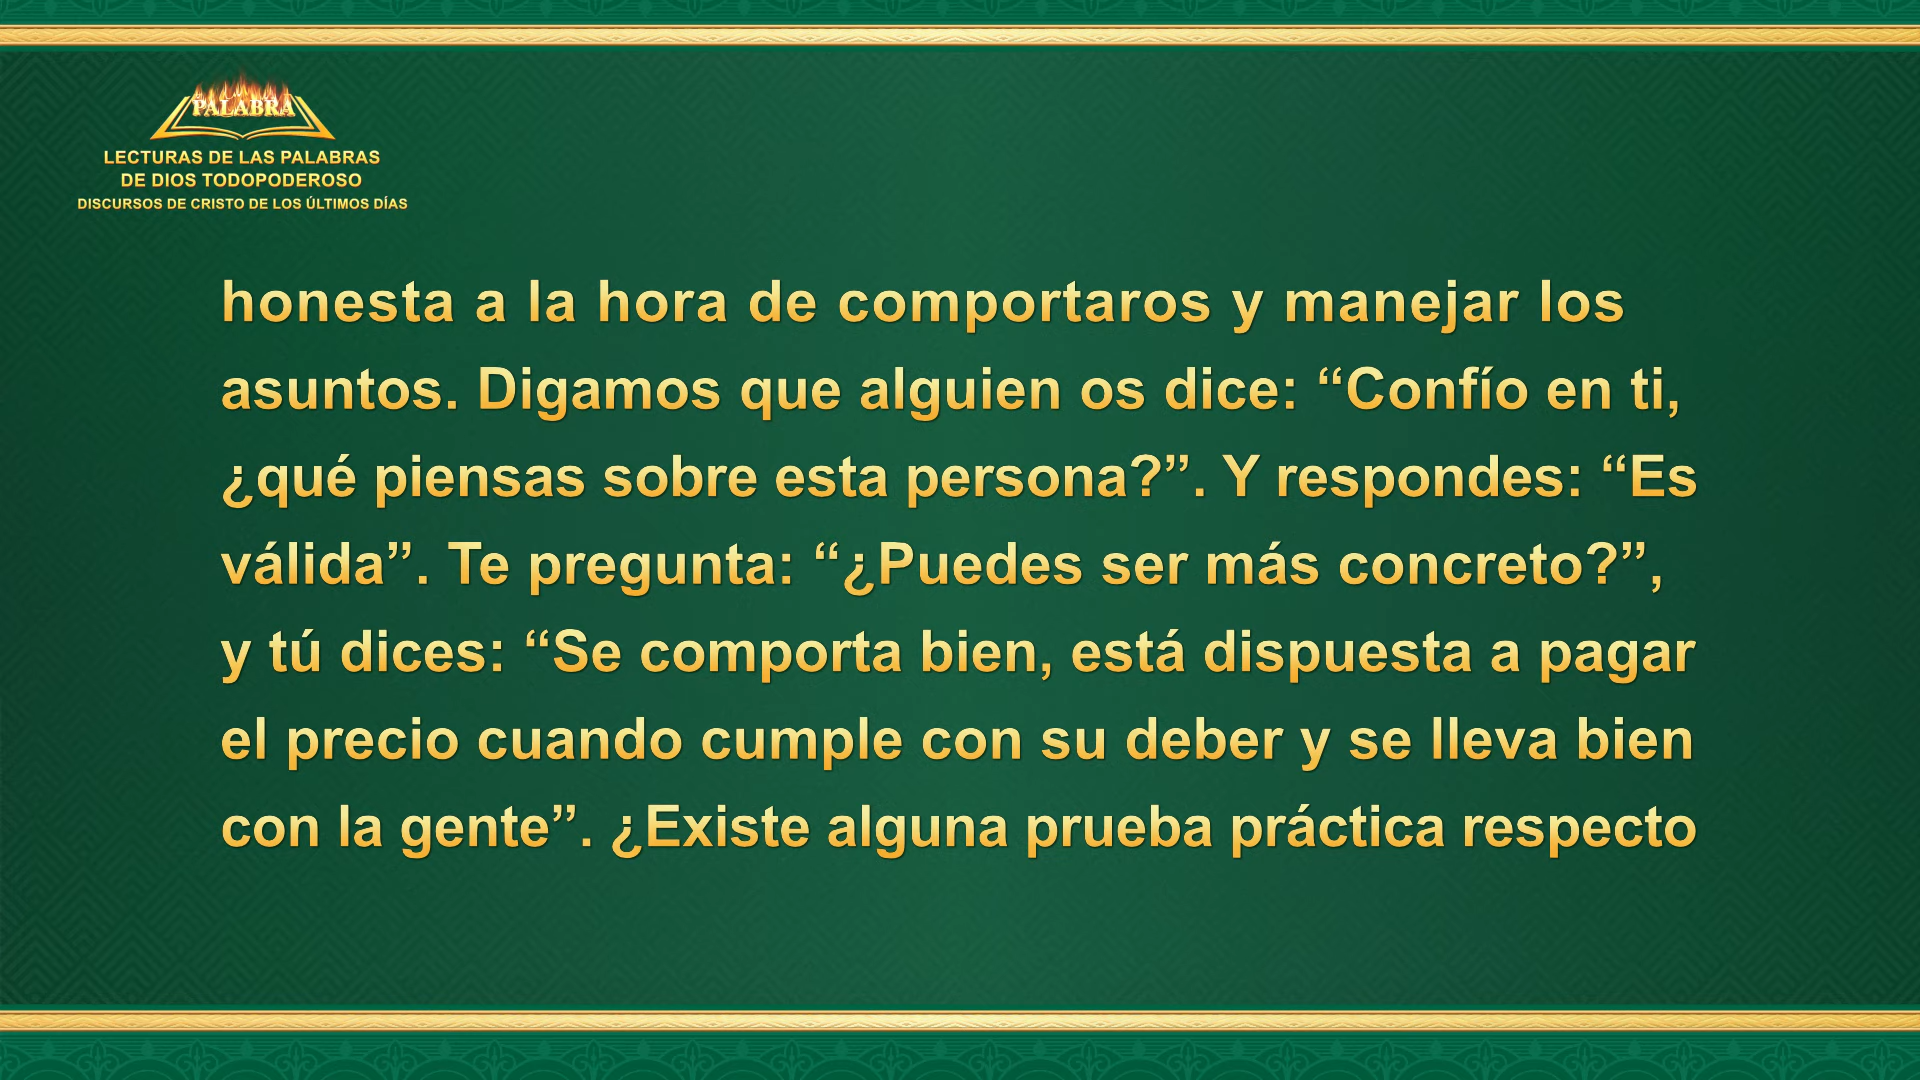 PALABRA
LECTURAS DE LAS PALABRAS
DE DIOS TODOPODEROSO
DISCURSOS DE CRISTO DE LOS ÚLTIMOS DÍAS
honesta a la hora de comportaros y manejar los
asuntos. Digamos que alguien os dice: “Confío en ti,
¿qué piensas sobre esta persona?”. Y respondes: “Es
válida”. Te pregunta: “¿Puedes ser más concreto?”,
y tú dices: “Se comporta bien, está dispuesta a pagar
el precio cuando cumple con su deber y se lleva bien
con la gente”. ¿Existe alguna prueba práctica respecto